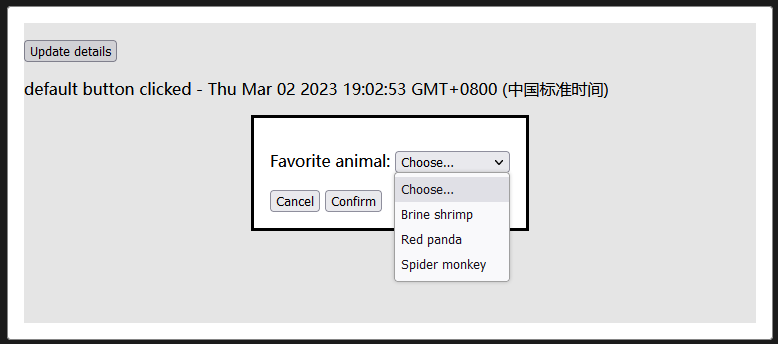 Update details
default button clicked - Thu Mar 02 2023 19:02:53 GMT+0800 (中国标准时间)
Favorite animal: Choose...
Choose...
Brine shrimp
Red panda
Spider monkey
Cancel Confirm